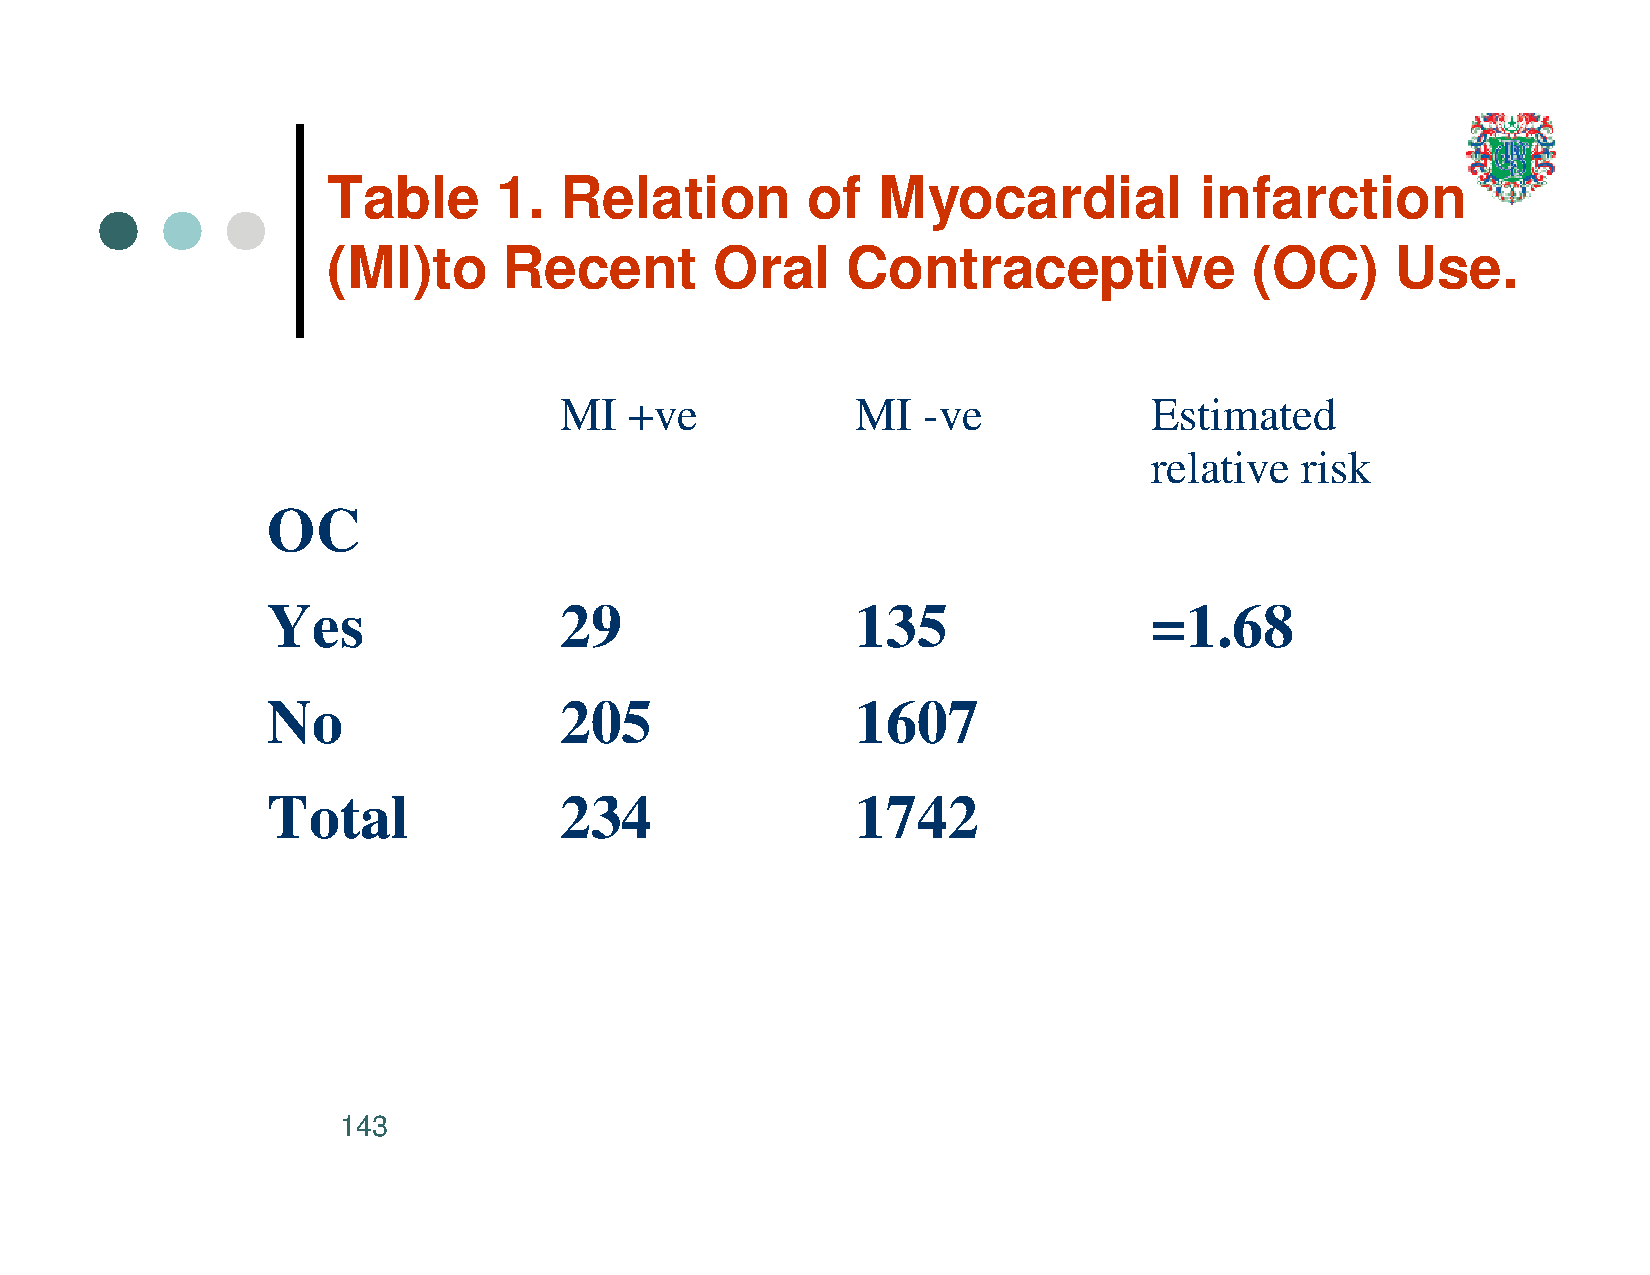 Table 1. Relation of Myocardial infarction
(MI)to Recent Oral Contraceptive (OC) Use.
MI +ve MI -ve Estimated
relative risk
OC
Yes 29 135 =1.68
No 205 1607
Total 234 1742
143